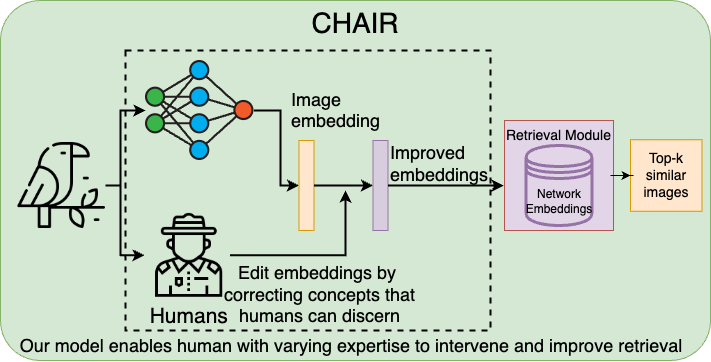 CHAIR
Image
embedding
Improved
embeddings
Retrieval Module
Network
Embeddings
Top-k
similar
images
Humans
Edit embeddings by
correcting concepts that
humans can discern
Our model enables human with varying expertise to intervene and improve retrieval